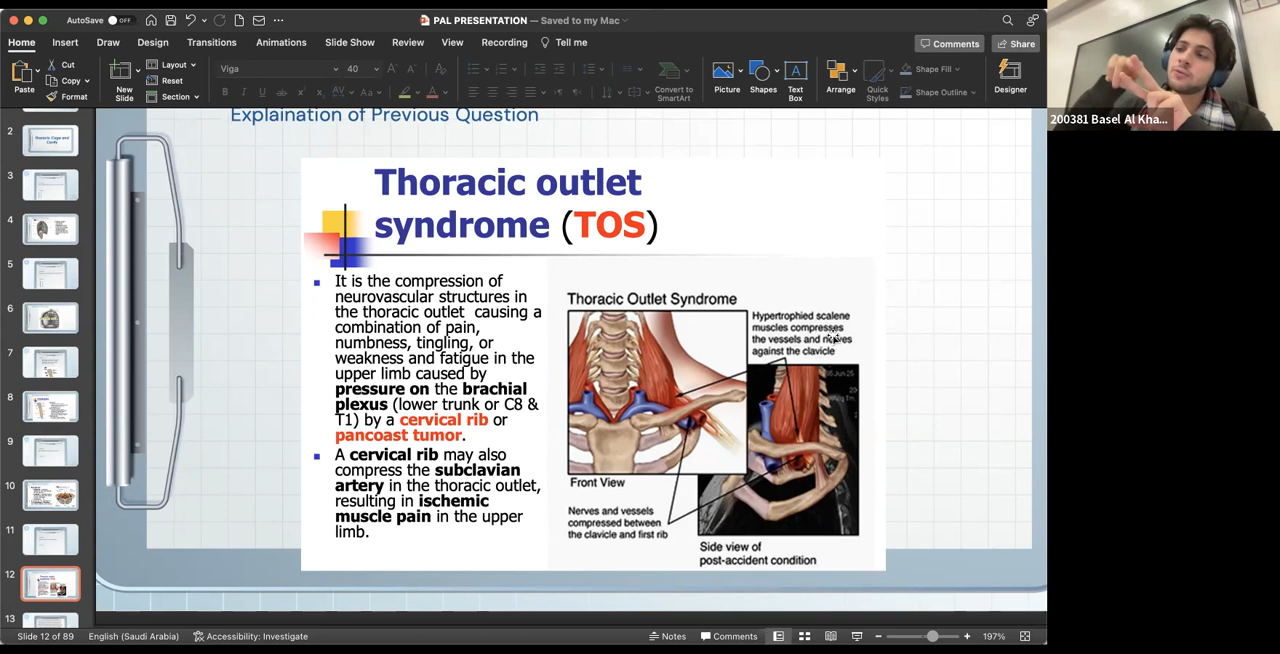 AutoSave OFF
PAL PRESENTATION — Saved to my Mac
Home Insert Draw Design Transitions Animations Slide Show Review View Recording Tell me
Comments Share
Paste
Cut
Copy
Format
New Slide
Layout
Reset
Section
Viga 40
Convert to SmartArt
Picture
Shapes
Text Box
Arrange
Quick Styles
Shape Fill
Shape Outline
Designer
200381 Basel Al Kha...
2
Thoracic Cage and Cavity
3
4
5
6
7
8
9
10
11
12
13
Explaination of Previous Question
Thoracic outlet
syndrome (TOS)
It is the compression of
neurovascular structures in
the thoracic outlet causing a
combination of pain,
numbness, tingling, or
weakness and fatigue in the
upper limb caused by
pressure on the brachial
plexus (lower trunk or C8 &
T1) by a cervical rib or
pancoast tumor.
A cervical rib may also
compress the subclavian
artery in the thoracic outlet,
resulting in ischemic
muscle pain in the upper
limb.
Thoracic Outlet Syndrome
Hypertrophied scalene
muscles compresses
the vessels and nerves
against the clavicle
Front View
Nerves and vessels
compressed between
the clavicle and first rib
Side view of
post-accident condition
Slide 12 of 89 English (Saudi Arabia) Accessibility: Investigate
Notes Comments 197%